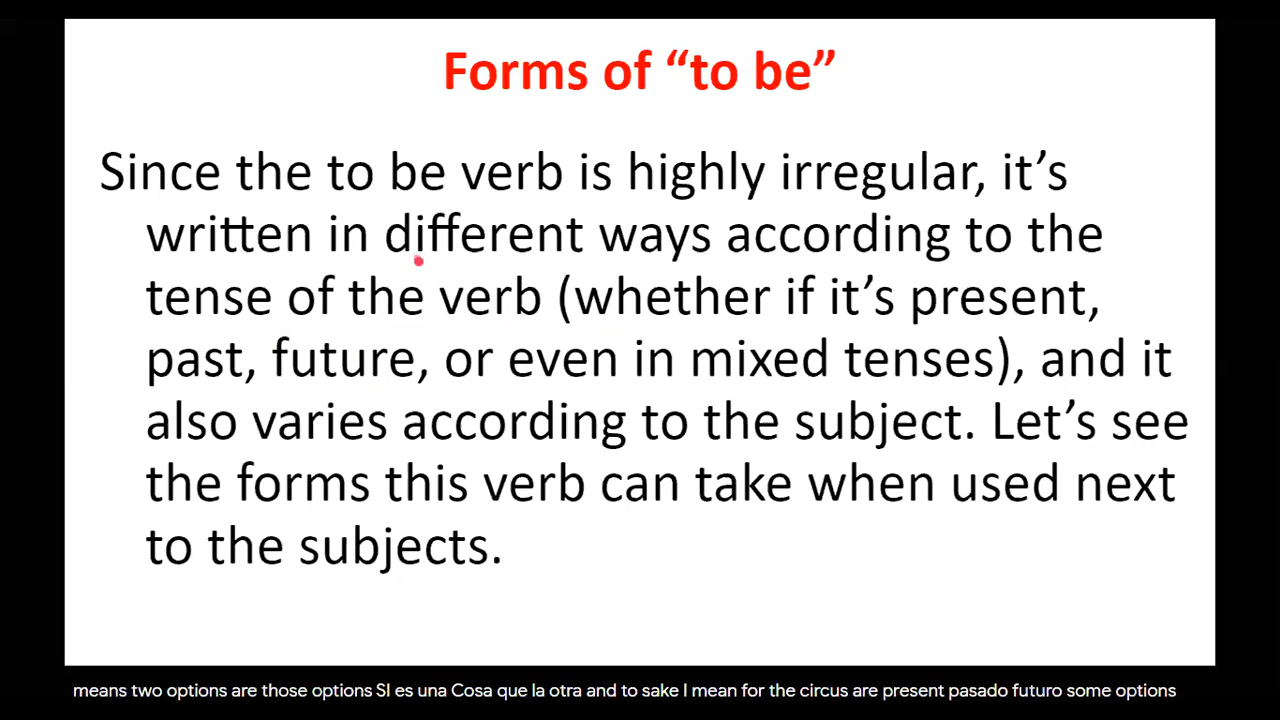 Forms of “to be”
Since the to be verb is highly irregular, it’s
written in different ways according to the
tense of the verb (whether if it’s present,
past, future, or even in mixed tenses), and it
also varies according to the subject. Let’s see
the forms this verb can take when used next
to the subjects.
means two options are those options SI es una Cosa que la otra and to sake I mean for the circus are present pasado futuro some options